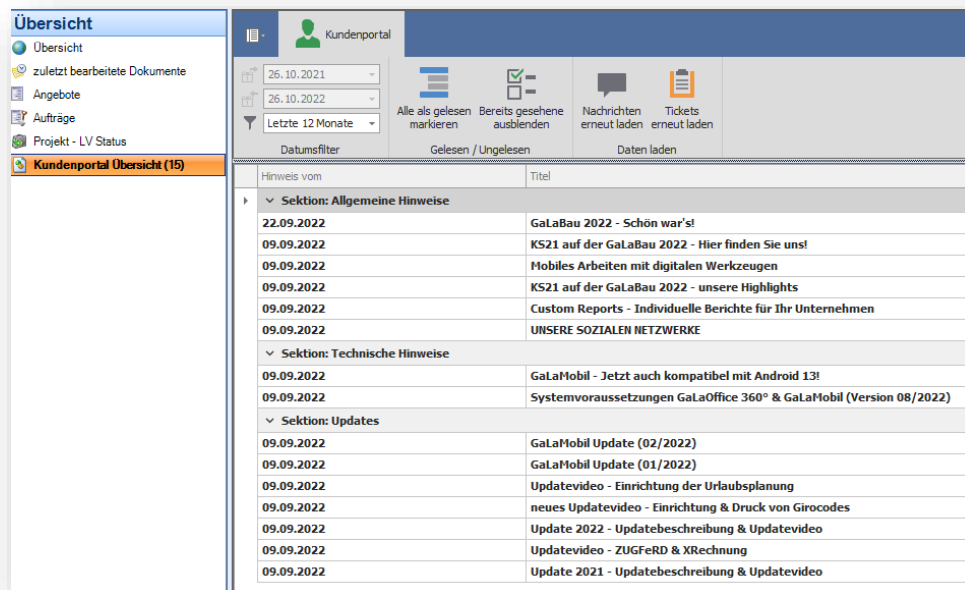 Übersicht
Übersicht
zuletzt bearbeitete Dokumente
Angebote
Aufträge
Projekt - LV Status
Kundenportal Übersicht (15)
Kundenportal
26.10.2021
26.10.2022
Letzte 12 Monate
Datumsfilter
Alle als gelesen
markieren
Bereits gesehene
ausblenden
Gelesen / Ungelesen
Nachrichten
erneut laden
Tickets
erneut laden
Daten laden
Hinweis vom Titel
Sektion: Allgemeine Hinweise
22.09.2022 GaLaBau 2022 - Schön war's!
09.09.2022 KS21 auf der GaLaBau 2022 - Hier finden Sie uns!
09.09.2022 Mobiles Arbeiten mit digitalen Werkzeugen
09.09.2022 KS21 auf der GaLaBau 2022 - unsere Highlights
09.09.2022 Custom Reports - Individuelle Berichte für Ihr Unternehmen
09.09.2022 UNSERE SOZIALEN NETZWERKE
Sektion: Technische Hinweise
09.09.2022 GaLaMobil - Jetzt auch kompatibel mit Android 13!
09.09.2022 Systemvoraussetzungen GaLaOffice 360° & GaLaMobil (Version 08/2022)
Sektion: Updates
09.09.2022 GaLaMobil Update (02/2022)
09.09.2022 GaLaMobil Update (01/2022)
09.09.2022 Updatevideo - Einrichtung der Urlaubsplanung
09.09.2022 neues Updatevideo - Einrichtung & Druck von Girocodes
09.09.2022 Update 2022 - Updatebeschreibung & Updatevideo
09.09.2022 Updatevideo - ZUGFeRD & XRechnung
09.09.2022 Update 2021 - Updatebeschreibung & Updatevideo